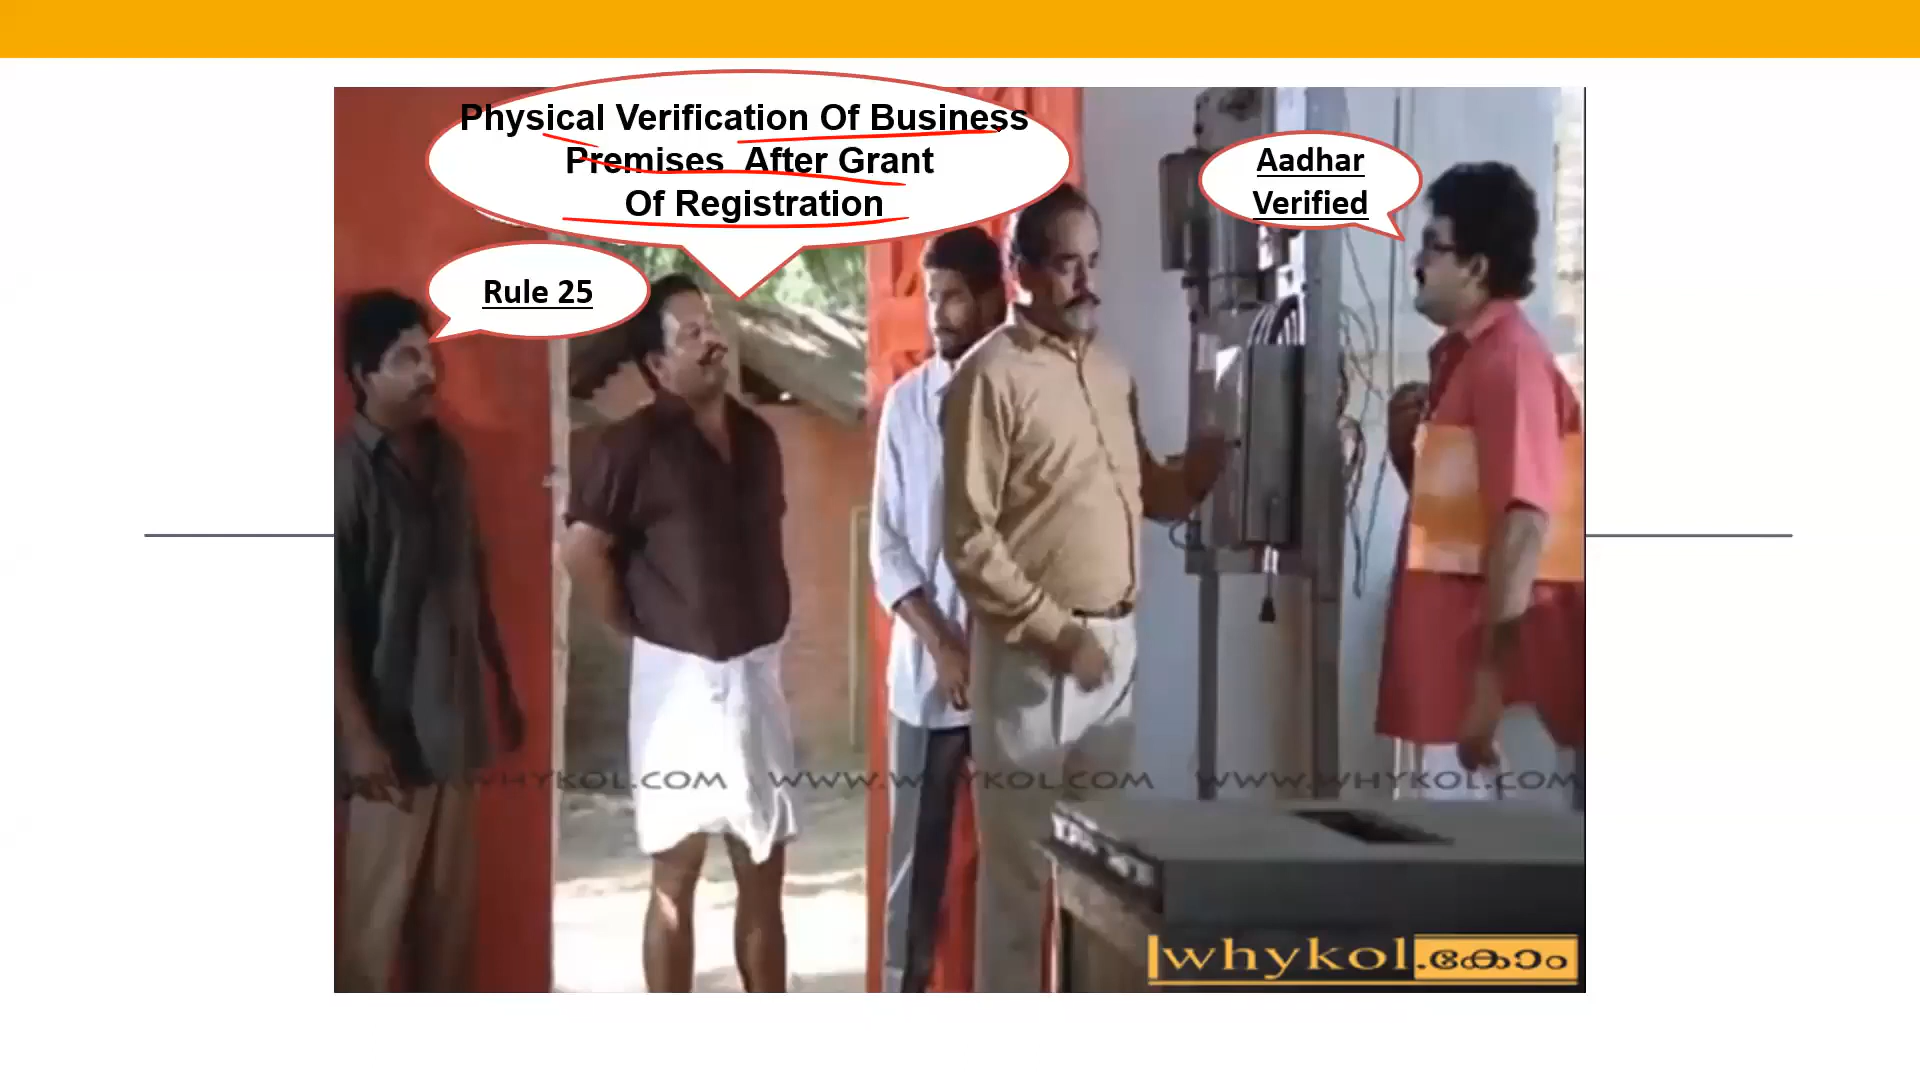 Physical Verification Of Business
Premises After Grant
Of Registration
Aadhar
Verified
Rule 25
WHYKOL.COM WWW.WHYKOL.COM WWW.WHYKOL.COM
whykol.കോം